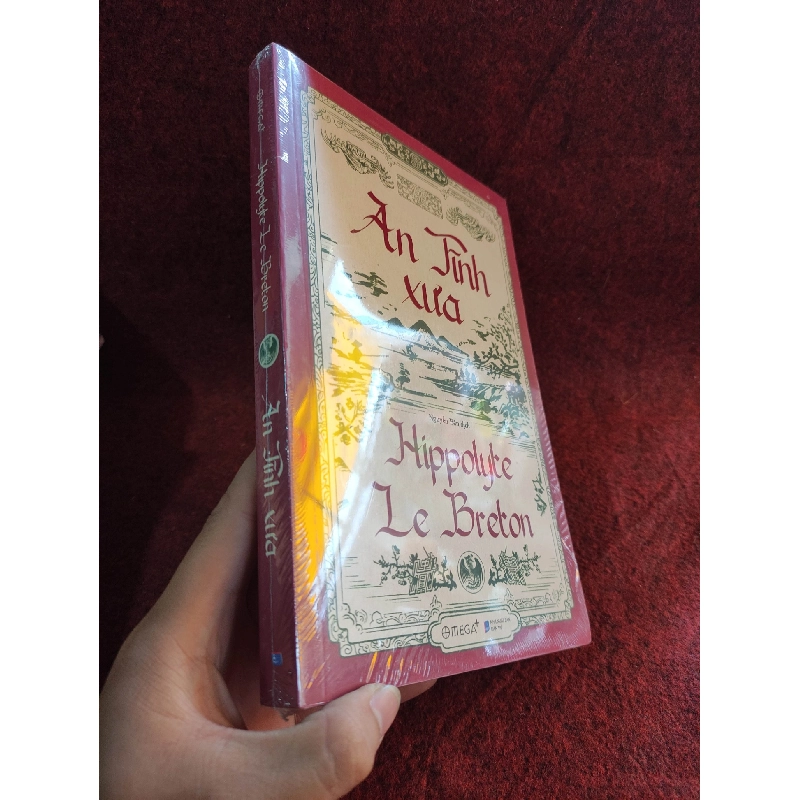 An Tĩnh
xưa
Hippolyte
Le Breton
OMEGA+
Hippolyte Le Breton
An Tĩnh xưa